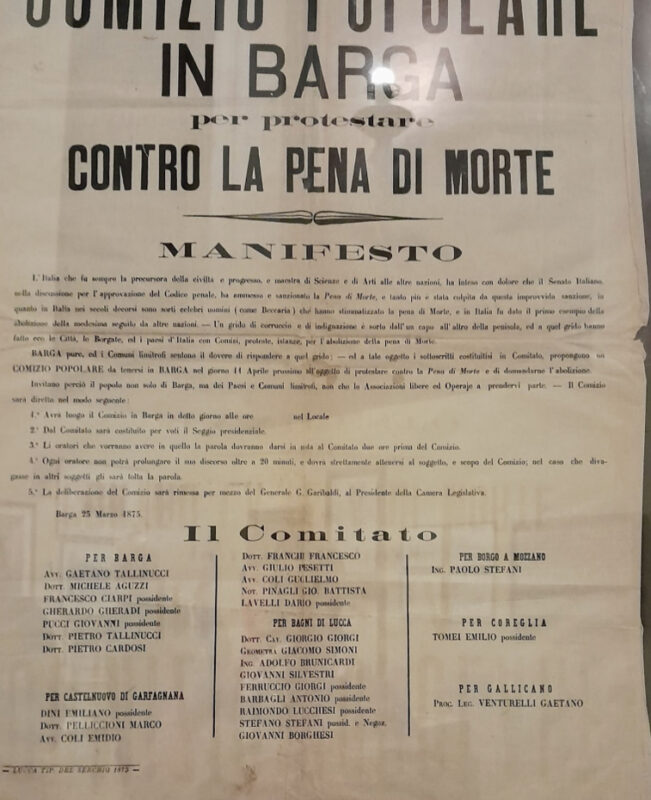 COMIZIO POPOLARE
IN BARGA
per protestare
CONTRO LA PENA DI MORTE
MANIFESTO
L'Italia che fu sempre la precursora della civiltà e progresso, e maestra di Scienze e di Arti alle altre nazioni, ha inteso con dolore che il Senato Italiano,
nella discussione per l'approvazione del Codice penale, ha emmesso e sanzionato la Pena di Morte, e tanto più è stata colpita da questa improvvida sanzione, in
quanto in Italia nei secoli decorsi sono sorti celebri uomini (come Beccaria) che hanno stimmatizzato la pena di Morte, e in Italia fu dato il primo esempio della
abolizione della medesima seguito da altre nazioni. — Un grido di corruccio e di indignazione è sorto dall'un capo all'altro della penisola, ed a quel grido hanno
fatto eco le Città, le Borgate, ed i paesi d'Italia con Comizi, proteste, istanze, per l'abolizione della pena di Morte.
BARGA pure, ed i Comuni limitrofi sentono il dovere di rispondere a quel grido; — ed a tale oggetto i sottoscritti costituitisi in Comitato, propongono un
COMIZIO POPOLARE da tenersi in BARGA nel giorno 11 Aprile prossimo all'oggetto di protestare contro la Pena di Morte e di domandarne l'abolizione.
Invitano perciò il popolo non solo di Barga, ma dei Paesi e Comuni limitrofi, non che le Associazioni libere ed Operaje a prendervi parte. — Il Comizio
sarà diretto nel modo seguente:
1.° Avrà luogo il Comizio in Barga in detto giorno alle ore nel Locale
2.° Dal Comitato sarà costituito per voti il Seggio presidenziale.
3.° Li oratori che vorranno avere in quello la parola dovranno darsi in nota al Comitato due ore prima del Comizio.
4.° Ogni oratore non potrà prolungare il suo discorso oltre a 20 minuti, e dovrà strettamente attenersi al soggetto, e scopo del Comizio; nel caso che diva-
gasse in altri soggetti gli sarà tolta la parola.
5.° La deliberazione del Comizio sarà rimessa per mezzo del Generale G. Garibaldi, al Presidente della Camera Legislativa.
Barga 25 Marzo 1875.
Il Comitato
PER BARGA
Avv. GAETANO TALLINUCCI
Dott. MICHELE AGUZZI
FRANCESCO CIARPI possidente
GHERARDO GHERADI possidente
PUCCI GIOVANNI possidente
Dott. PIETRO TALLINUCCI
Dott. PIETRO CARDOSI
PER CASTELNUOVO DI GARFAGNANA
DINI EMILIANO possidente
Dott. PELLICCIONI MARCO
Avv. COLI EMIDIO
Dott. FRANCHI FRANCESCO
Avv. GIULIO PESETTI
Avv. COLI GUGLIELMO
Not. PINAGLI GIO. BATTISTA
LAVELLI DARIO possidente
PER BAGNI DI LUCCA
Dott. Cav. GIORGIO GIORGI
Geometra GIACOMO SIMONI
Ing. ADOLFO BRUNICARDI
GIOVANNI SILVESTRI
FERRUCCIO GIORGI possidente
BARBAGLI ANTONIO possidente
RAIMONDO LUCCHESI possidente
STEFANO STEFANI possid. e Negoz.
GIOVANNI BORGHESI
PER BORGO A MOZZANO
Ing. PAOLO STEFANI
PER COREGLIA
TOMEI EMILIO possidente
PER GALLICANO
Proc. Leg. VENTURELLI GAETANO
— LUCCA TIP. DEL SERCHIO 1875 —